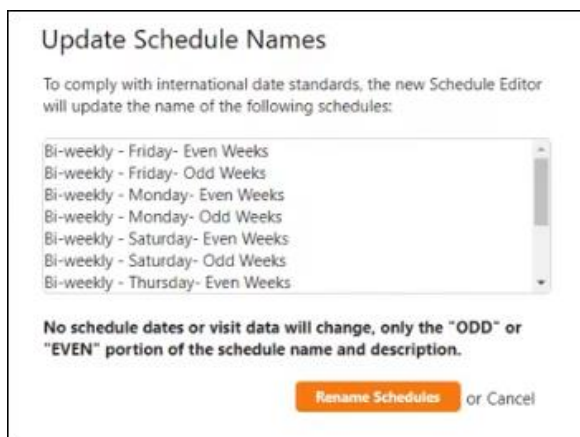 Update Schedule Names
To comply with international date standards, the new Schedule Editor
will update the name of the following schedules:
Bi-weekly - Friday- Even Weeks
Bi-weekly - Friday- Odd Weeks
Bi-weekly - Monday- Even Weeks
Bi-weekly - Monday- Odd Weeks
Bi-weekly - Saturday- Even Weeks
Bi-weekly - Saturday- Odd Weeks
Bi-weekly - Thursday- Even Weeks
No schedule dates or visit data will change, only the "ODD" or
"EVEN" portion of the schedule name and description.
Rename Schedules or Cancel